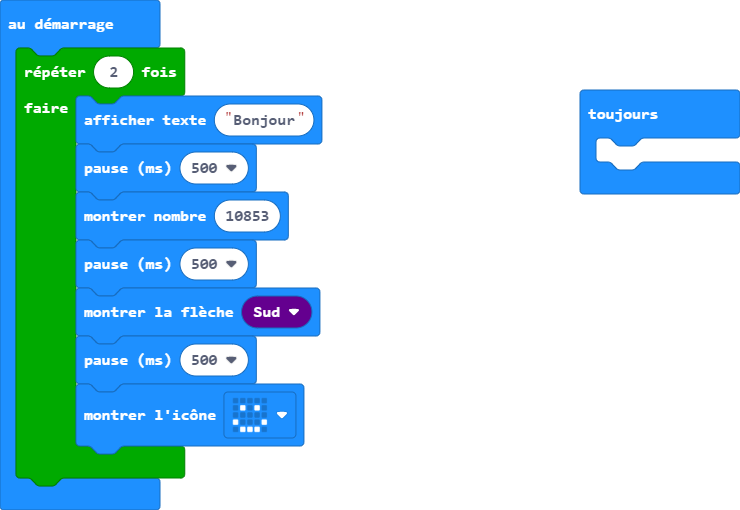 au démarrage
répéter 2 fois
faire
afficher texte "Bonjour"
pause (ms) 500
montrer nombre 10853
pause (ms) 500
montrer la flèche Sud
pause (ms) 500
montrer l'icône
toujours